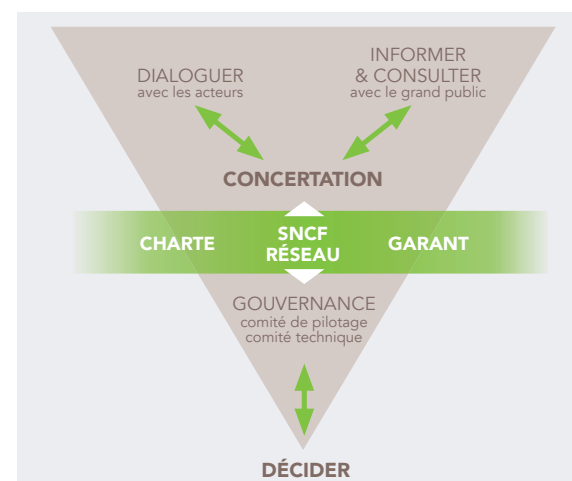 DIALOGUER
avec les acteurs
INFORMER
& CONSULTER
avec le grand public
CONCERTATION
CHARTE
SNCF
RÉSEAU
GARANT
GOUVERNANCE
comité de pilotage
comité technique
DÉCIDER